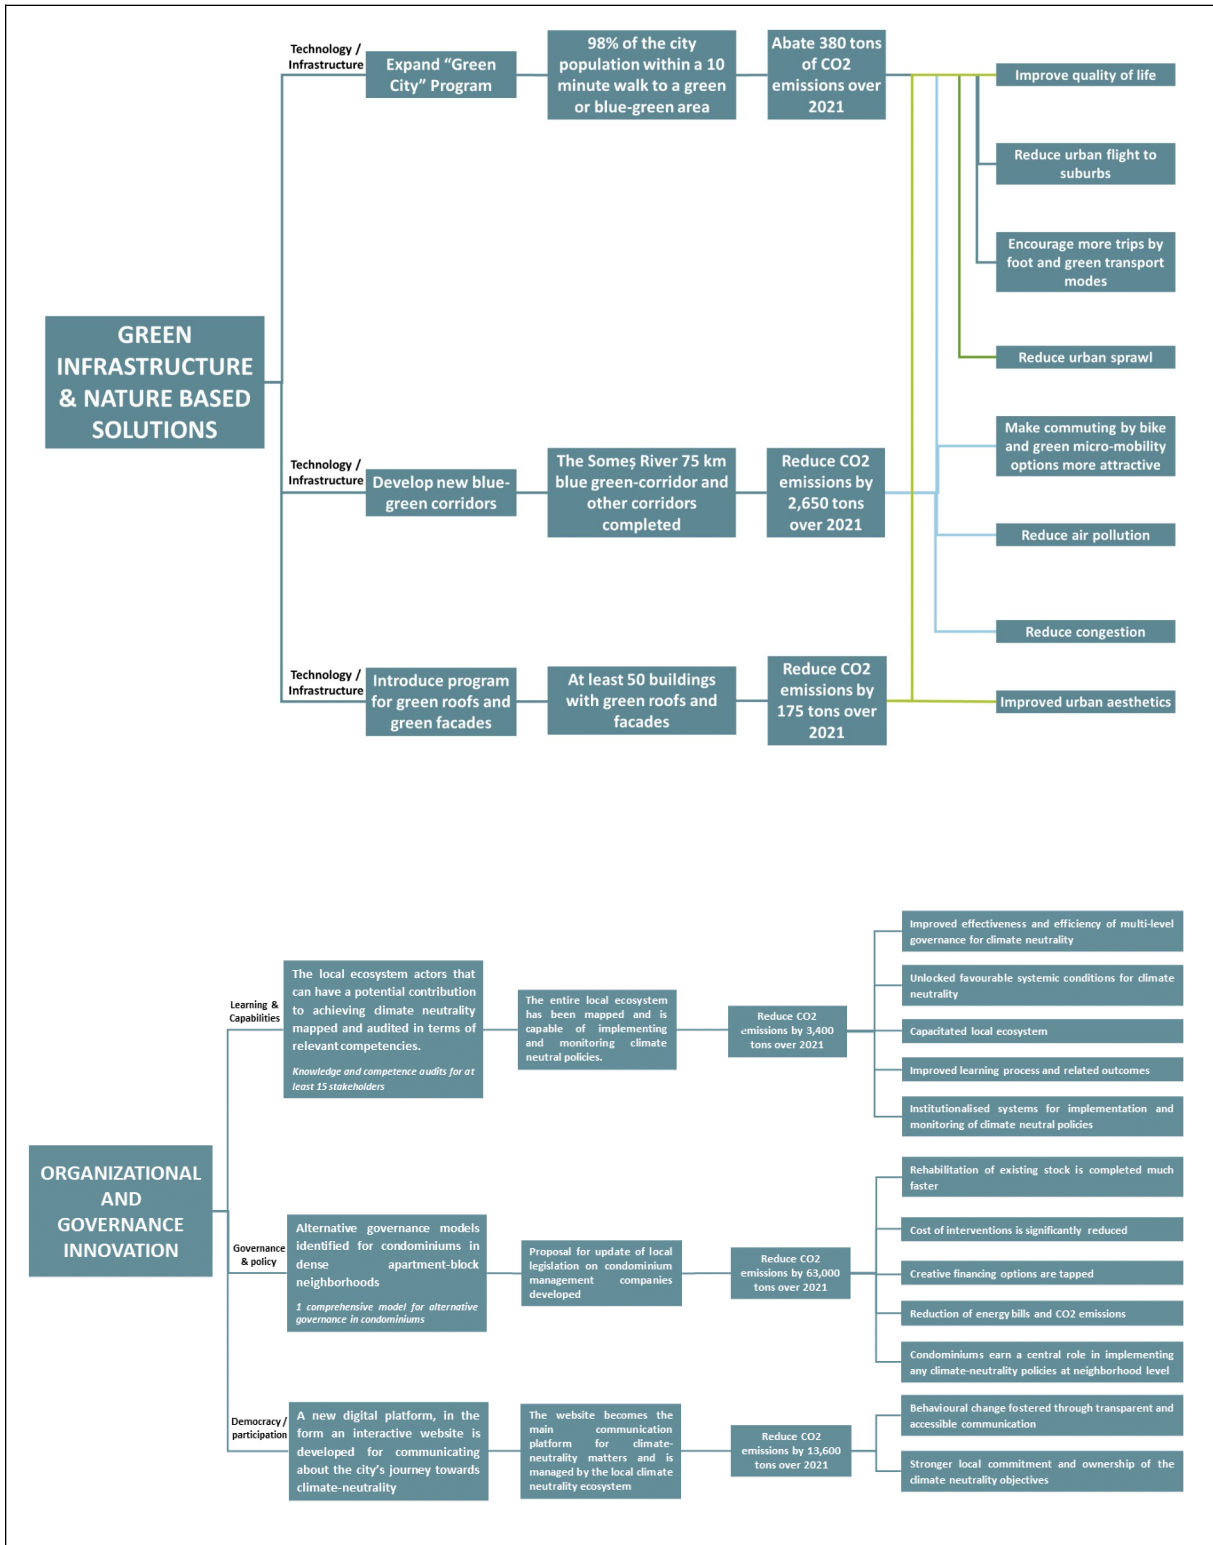 Technology /
Infrastructure
Expand “Green
City” Program
98% of the city
population within a 10
minute walk to a green
or blue-green area
Abate 380 tons
of CO2
emissions over
2021
Improve quality of life
Reduce urban flight to
suburbs
Encourage more trips by
foot and green transport
modes
GREEN
INFRASTRUCTURE
& NATURE BASED
SOLUTIONS
Reduce urban sprawl
Technology /
Infrastructure
Develop new blue-
green corridors
The Someș River 75 km
blue green-corridor and
other corridors
completed
Reduce CO2
emissions by
2,650 tons
over 2021
Make commuting by bike
and green micro-mobility
options more attractive
Reduce air pollution
Reduce congestion
Technology /
Infrastructure
Introduce program
for green roofs and
green facades
At least 50 buildings
with green roofs and
facades
Reduce CO2
emissions by
175 tons over
2021
Improved urban aesthetics
ORGANIZATIONAL
AND
GOVERNANCE
INNOVATION
Learning &
Capabilities
The local ecosystem actors that
can have a potential contribution
to achieving climate neutrality
mapped and audited in terms of
relevant competencies.
Knowledge and competence audits for at
least 15 stakeholders
The entire local ecosystem
has been mapped and is
capable of implementing
and monitoring climate
neutral policies.
Reduce CO2
emissions by 3,400
tons over 2021
Improved effectiveness and efficiency of multi-level
governance for climate neutrality
Unlocked favourable systemic conditions for climate
neutrality
Capacitated local ecosystem
Improved learning process and related outcomes
Institutionalised systems for implementation and
monitoring of climate neutral policies
Governance
& policy
Alternative governance models
identified for condominiums in
dense apartment-block
neighborhoods
1 comprehensive model for alternative
governance in condominiums
Proposal for update of local
legislation on condominium
management companies
developed
Reduce CO2
emissions by 63,000
tons over 2021
Rehabilitation of existing stock is completed much
faster
Cost of interventions is significantly reduced
Creative financing options are tapped
Reduction of energy bills and CO2 emissions
Condominiums earn a central role in implementing
any climate-neutrality policies at neighborhood level
Democracy /
participation
A new digital platform, in the
form an interactive website is
developed for communicating
about the city’s journey towards
climate-neutrality
The website becomes the
main communication
platform for climate-
neutrality matters and is
managed by the local climate
neutrality ecosystem
Reduce CO2
emissions by 13,600
tons over 2021
Behavioural change fostered through transparent and
accessible communication
Stronger local commitment and ownership of the
climate neutrality objectives